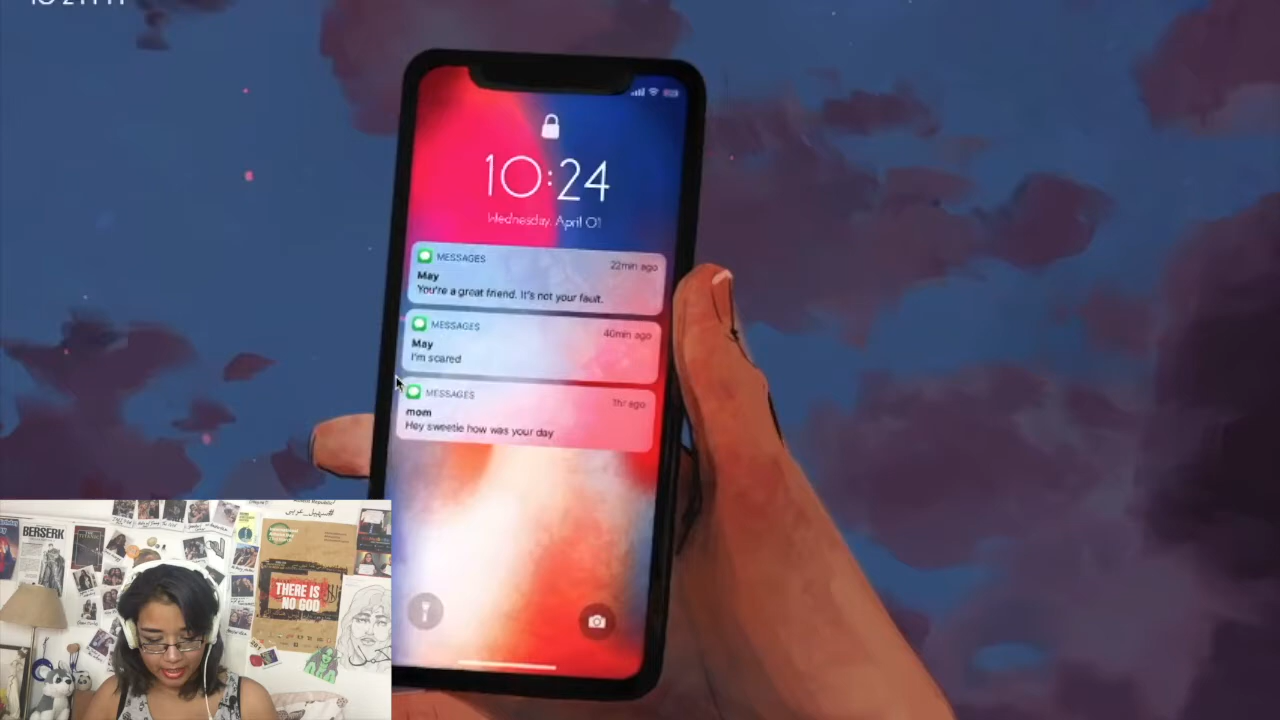 10:24
Wednesday, April 01
MESSAGES
22min ago
May
You're a great friend. It's not your fault.
MESSAGES
40min ago
May
I'm scared
MESSAGES
1hr ago
mom
Hey sweetie how was your day
BERSERK
THERE IS
NO GOD